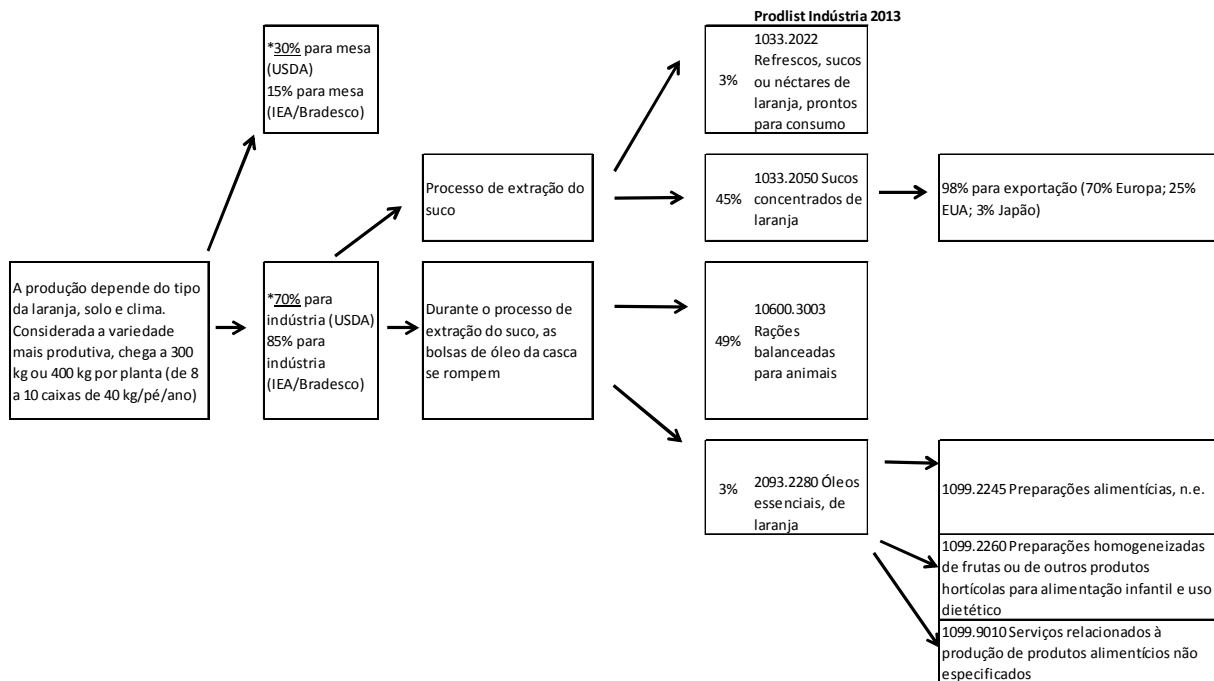 Prodlist Indústria 2013
*30% para mesa
(USDA)
15% para mesa
(IEA/Bradesco)
3%
1033.2022
Refrescos, sucos
ou néctares de
laranja, prontos
para consumo
Processo de extração do
suco
45%
1033.2050 Sucos
concentrados de
laranja
98% para exportação (70% Europa; 25%
EUA; 3% Japão)
A produção depende do tipo
da laranja, solo e clima.
Considerada a variedade
mais produtiva, chega a 300
kg ou 400 kg por planta (de 8
a 10 caixas de 40 kg/pé/ano)
*70% para
indústria (USDA)
85% para
indústria
(IEA/Bradesco)
Durante o processo de
extração do suco, as
bolsas de óleo da casca
se rompem
49%
10600.3003
Rações
balanceadas
para animais
3%
2093.2280 Óleos
essenciais, de
laranja
1099.2245 Preparações alimentícias, n.e.
1099.2260 Preparações homogeneizadas
de frutas ou de outros produtos
hortícolas para alimentação infantil e uso
dietético
1099.9010 Serviços relacionados à
produção de produtos alimentícios não
especificados